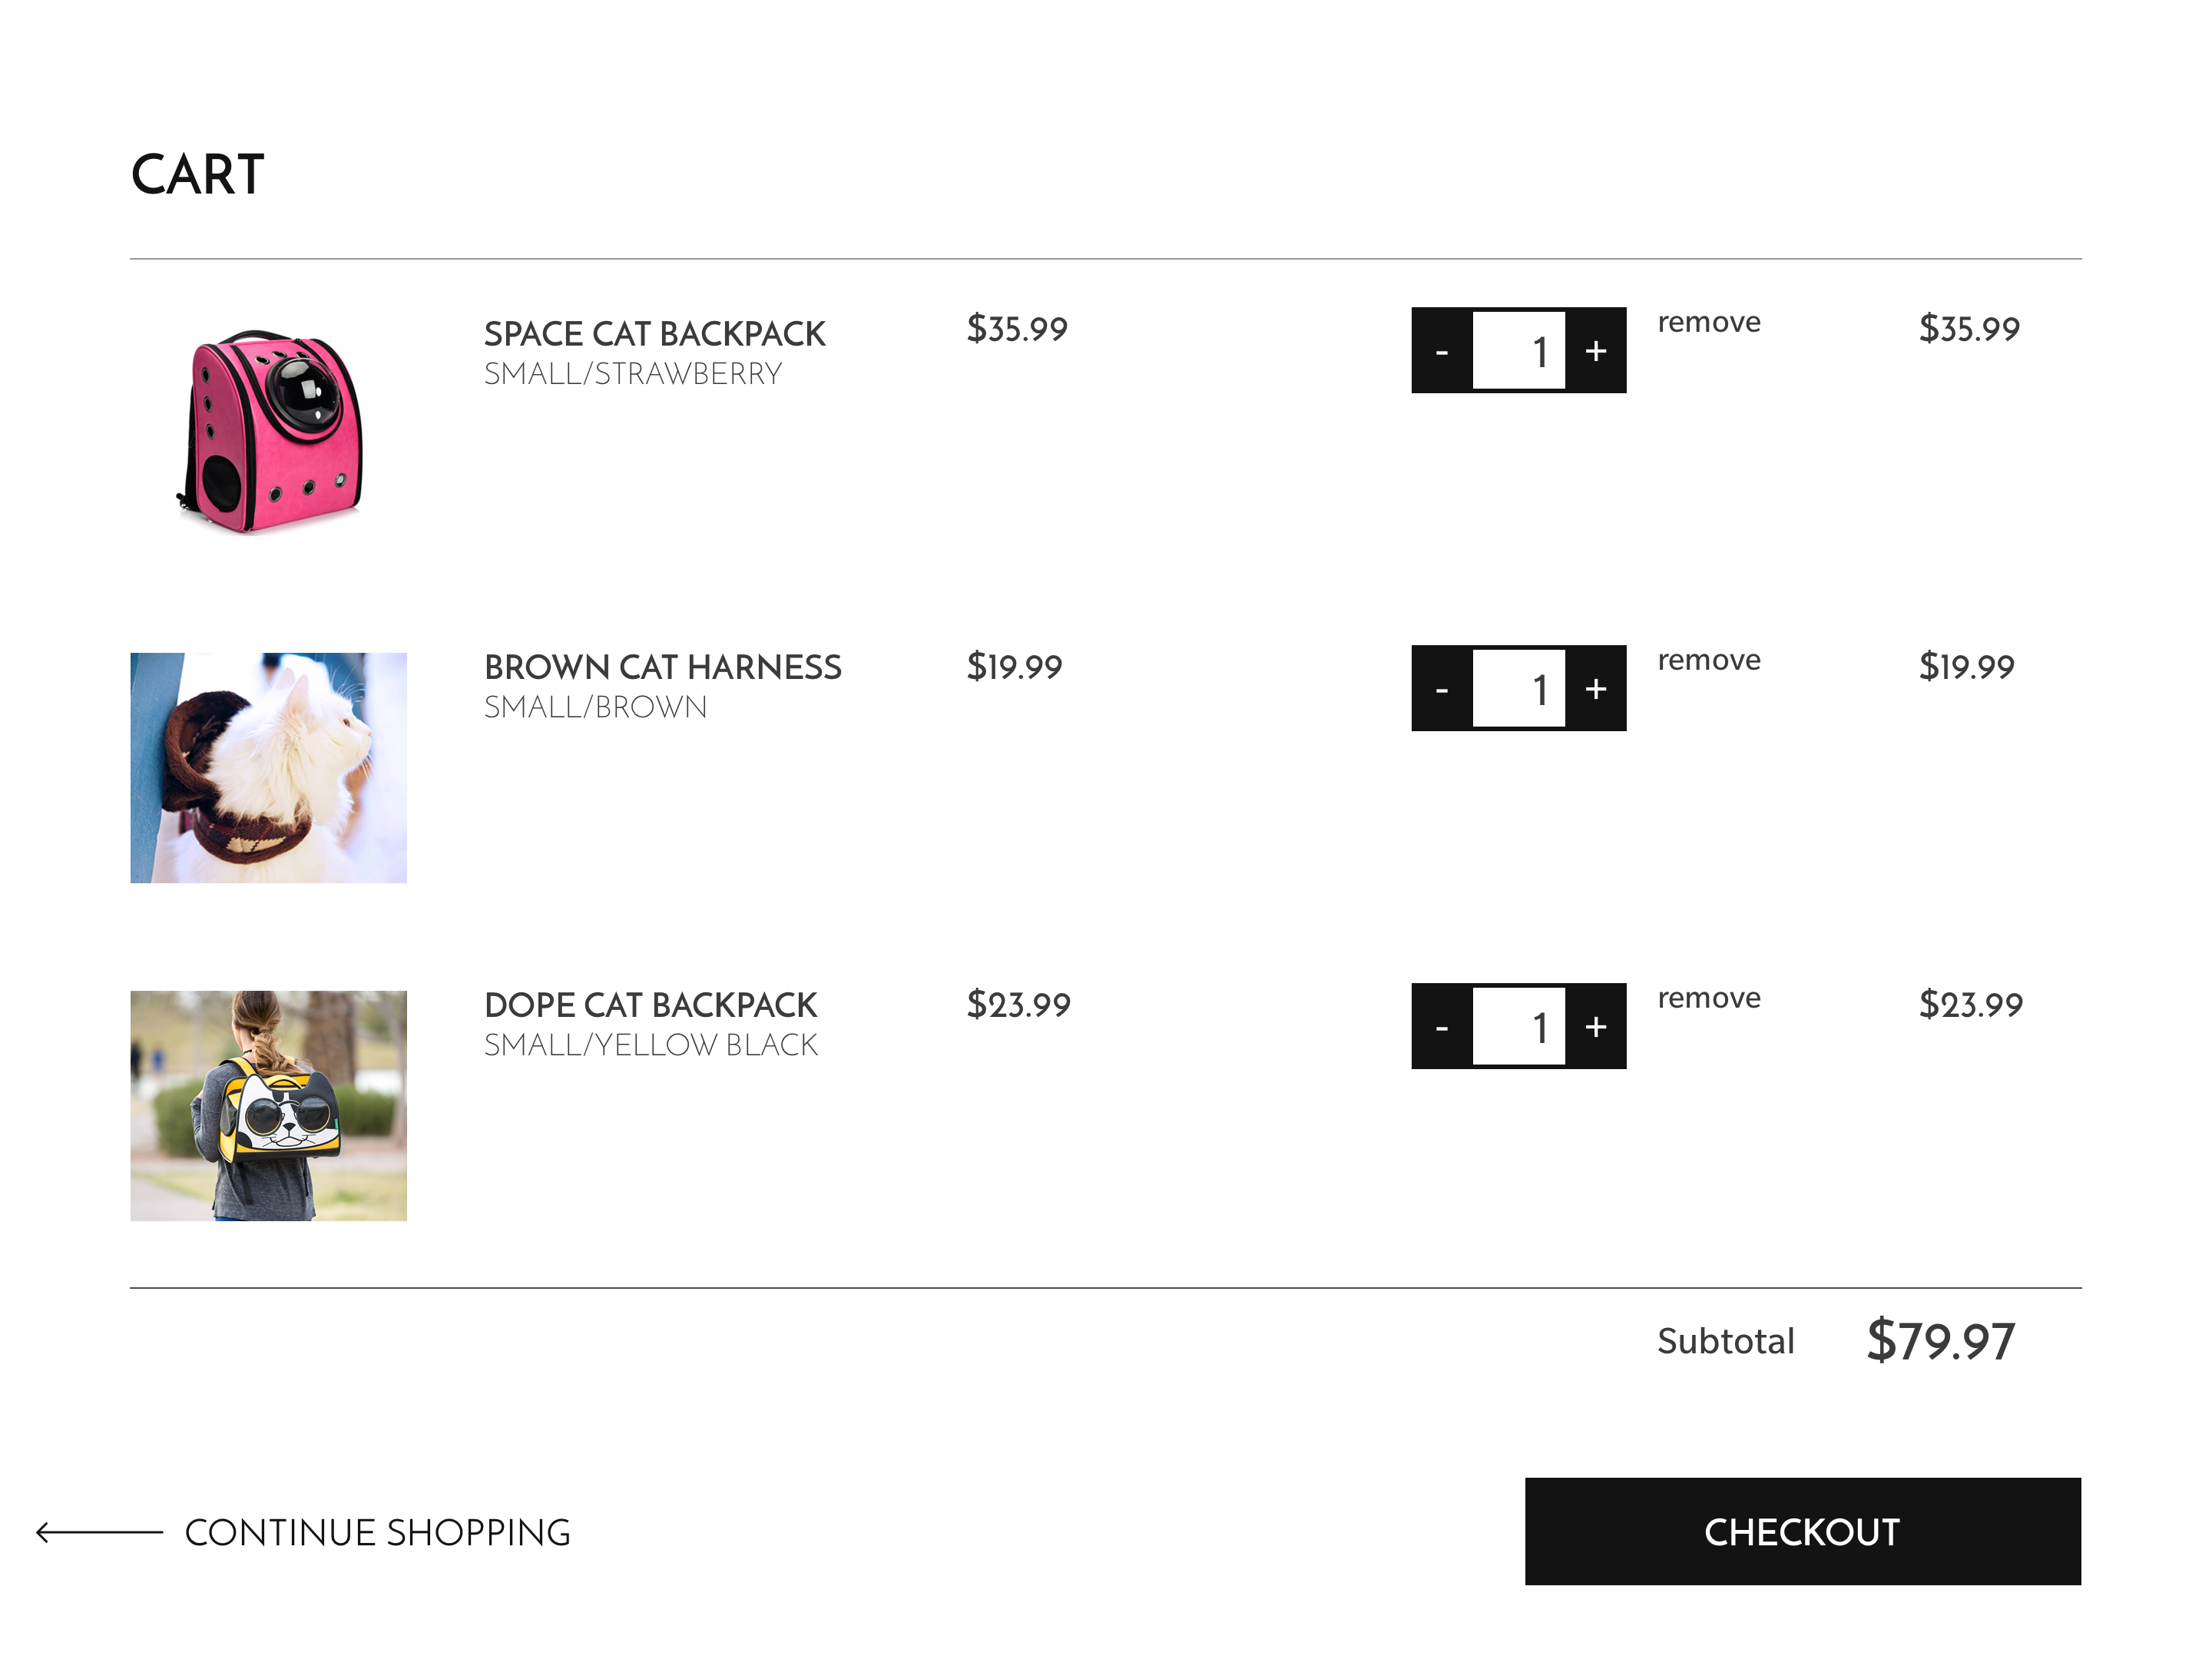 CART
SPACE CAT BACKPACK
SMALL/STRAWBERRY
$35.99
- 1 +
remove
$35.99
BROWN CAT HARNESS
SMALL/BROWN
$19.99
- 1 +
remove
$19.99
DOPE CAT BACKPACK
SMALL/YELLOW BLACK
$23.99
- 1 +
remove
$23.99
Subtotal $79.97
CONTINUE SHOPPING
CHECKOUT